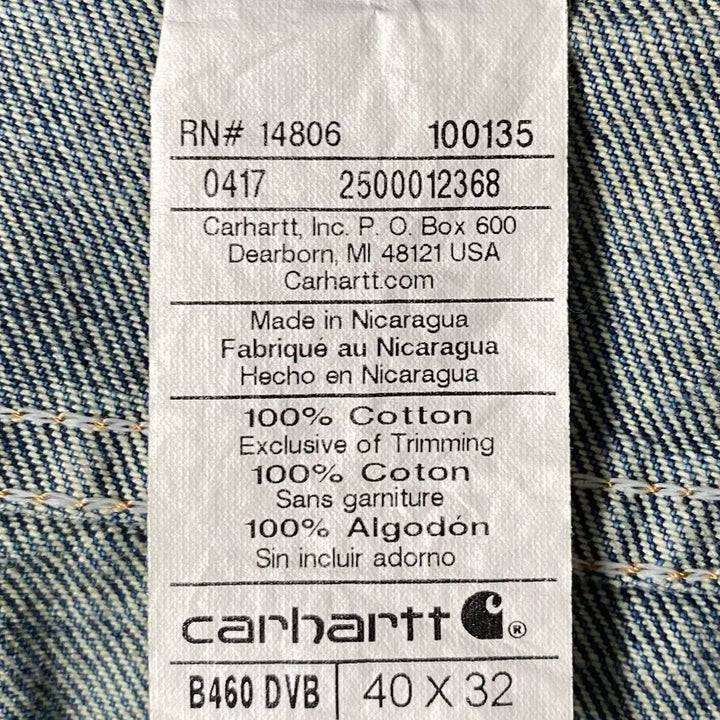 RN# 14806 100135
0417 2500012368
Carhartt, Inc. P. O. Box 600
Dearborn, MI 48121 USA
Carhartt.com
Made in Nicaragua
Fabriqué au Nicaragua
Hecho en Nicaragua
100% Cotton
Exclusive of Trimming
100% Coton
Sans garniture
100% Algodón
Sin incluir adorno
carhartt ®
B460 DVB 40 X 32